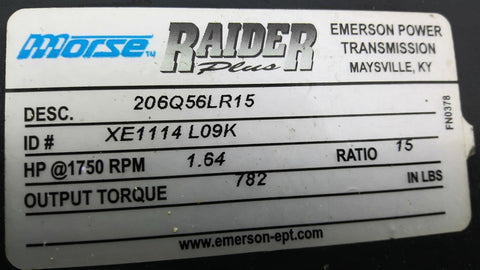 Morse™ RAIDER Plus
EMERSON POWER
TRANSMISSION
MAYSVILLE, KY
DESC. 206Q56LR15
ID # XE1114 L09K
HP @1750 RPM 1.64 RATIO 15
OUTPUT TORQUE 782 IN LBS
www.emerson-ept.com
FN0378